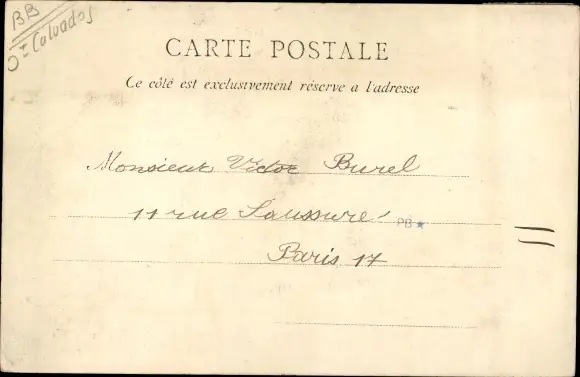 BB
Dt Calvados
CARTE POSTALE
Ce côté est exclusivement réservé a l'adresse
Monsieur Victor Burel
11 rue Saussure
PB★
Paris 17